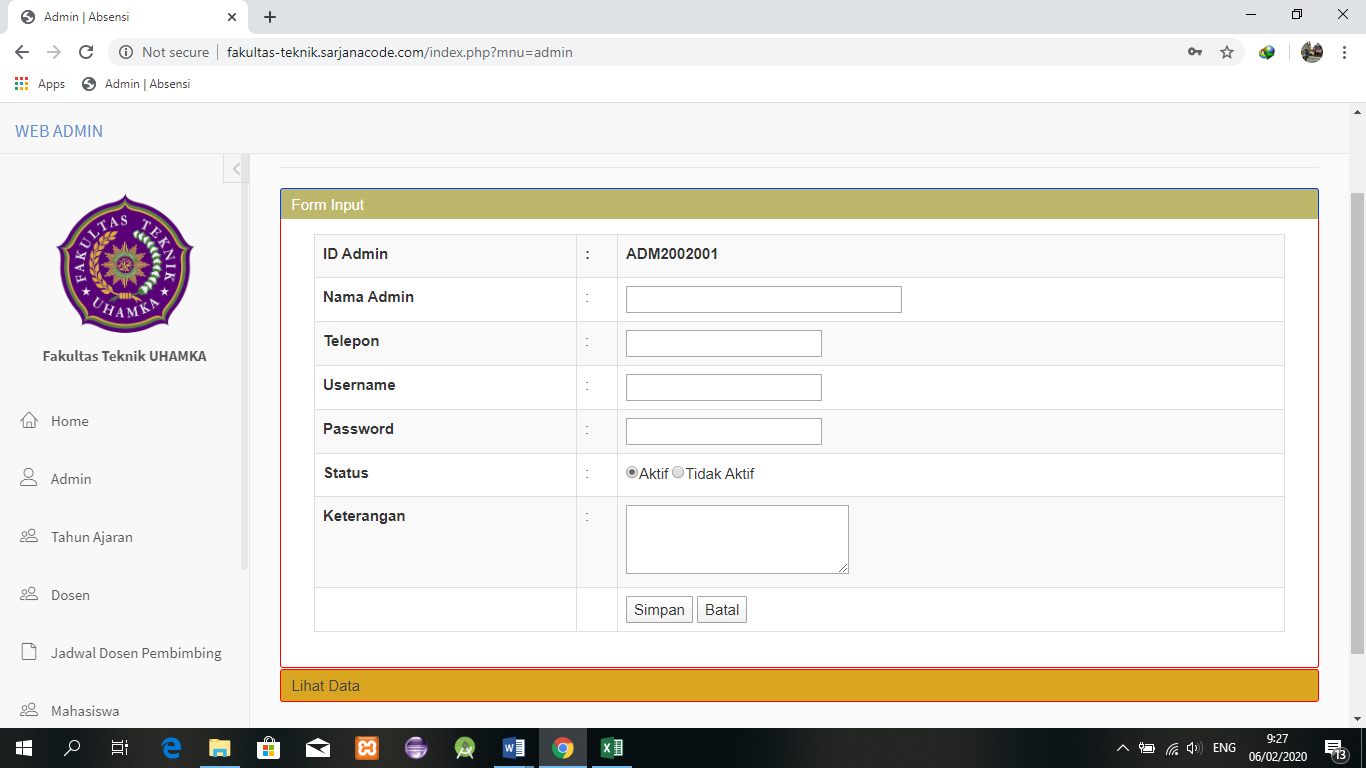 Admin | Absensi
Not secure | fakultas-teknik.sarjanacode.com/index.php?mnu=admin
Apps Admin | Absensi
WEB ADMIN
FAKULTAS TEKNIK
UHAMKA
Fakultas Teknik UHAMKA
Home
Admin
Tahun Ajaran
Dosen
Jadwal Dosen Pembimbing
Mahasiswa
Form Input
ID Admin : ADM2002001
Nama Admin :
Telepon :
Username :
Password :
Status : Aktif Tidak Aktif
Keterangan :
Simpan Batal
Lihat Data
ENG
9:27
06/02/2020
13